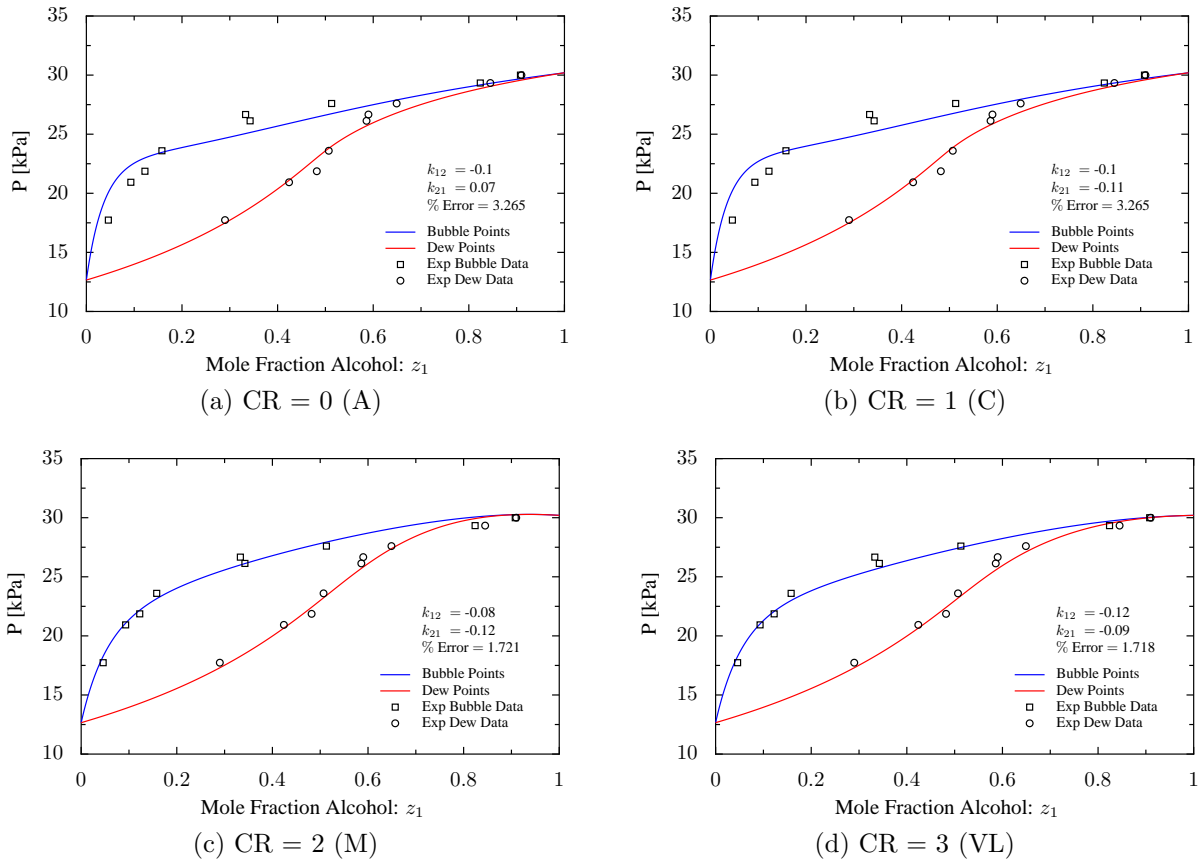 35
30
25
20
15
10
P [kPa]
0 0.2 0.4 0.6 0.8 1
Mole Fraction Alcohol: z1
k12 = -0.1
k21 = 0.07
% Error = 3.265
Bubble Points
Dew Points
Exp Bubble Data
Exp Dew Data
(a) CR = 0 (A)
35
30
25
20
15
10
P [kPa]
0 0.2 0.4 0.6 0.8 1
Mole Fraction Alcohol: z1
k12 = -0.1
k21 = -0.11
% Error = 3.265
Bubble Points
Dew Points
Exp Bubble Data
Exp Dew Data
(b) CR = 1 (C)
35
30
25
20
15
10
P [kPa]
0 0.2 0.4 0.6 0.8 1
Mole Fraction Alcohol: z1
k12 = -0.08
k21 = -0.12
% Error = 1.721
Bubble Points
Dew Points
Exp Bubble Data
Exp Dew Data
(c) CR = 2 (M)
35
30
25
20
15
10
P [kPa]
0 0.2 0.4 0.6 0.8 1
Mole Fraction Alcohol: z1
k12 = -0.12
k21 = -0.09
% Error = 1.718
Bubble Points
Dew Points
Exp Bubble Data
Exp Dew Data
(d) CR = 3 (VL)